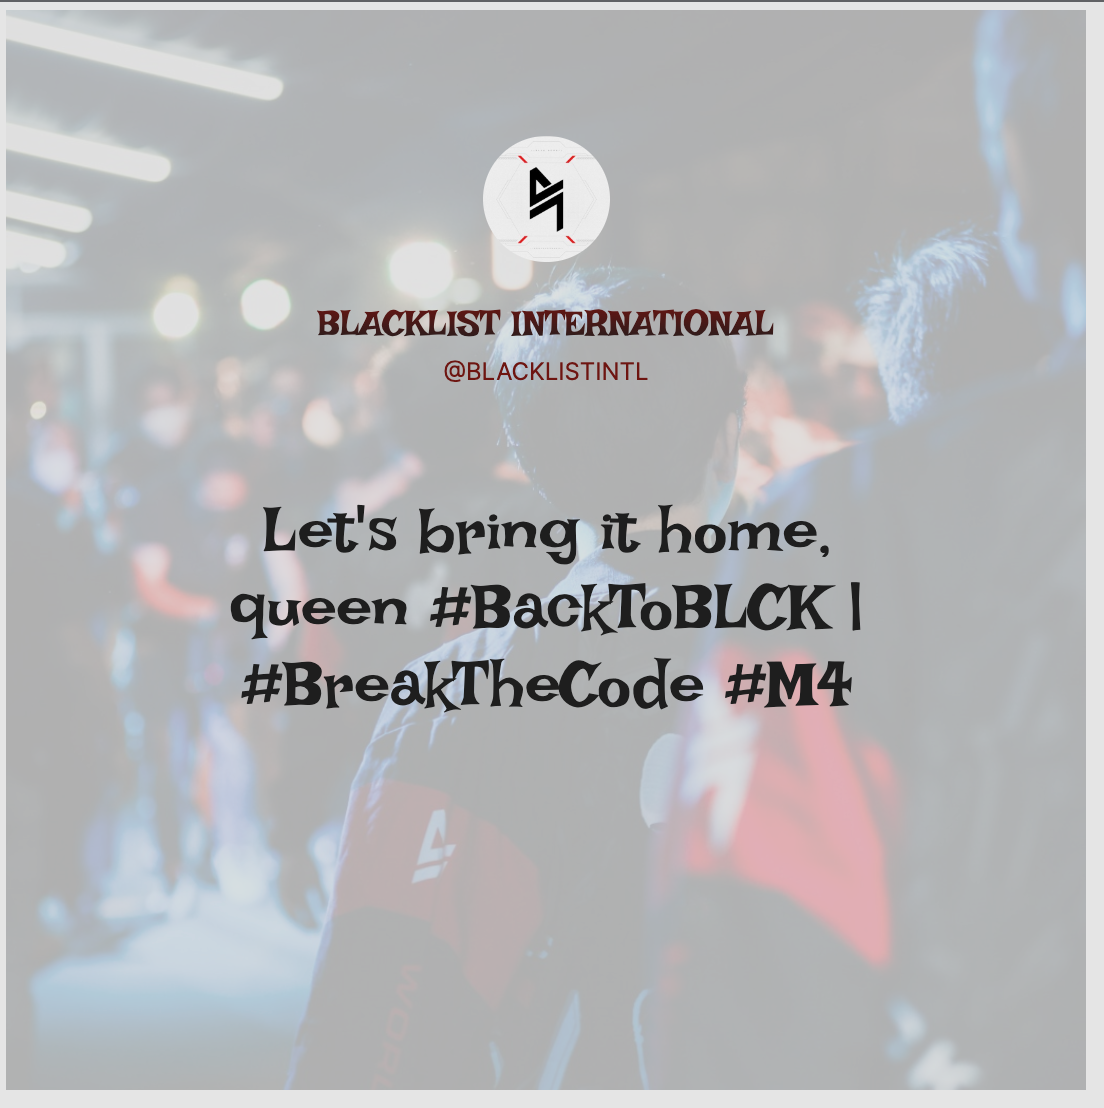 BLACKLIST INTERNATIONAL
@BLACKLISTINTL
Let's bring it home,
queen #BackToBLCK |
#BreakTheCode #M4